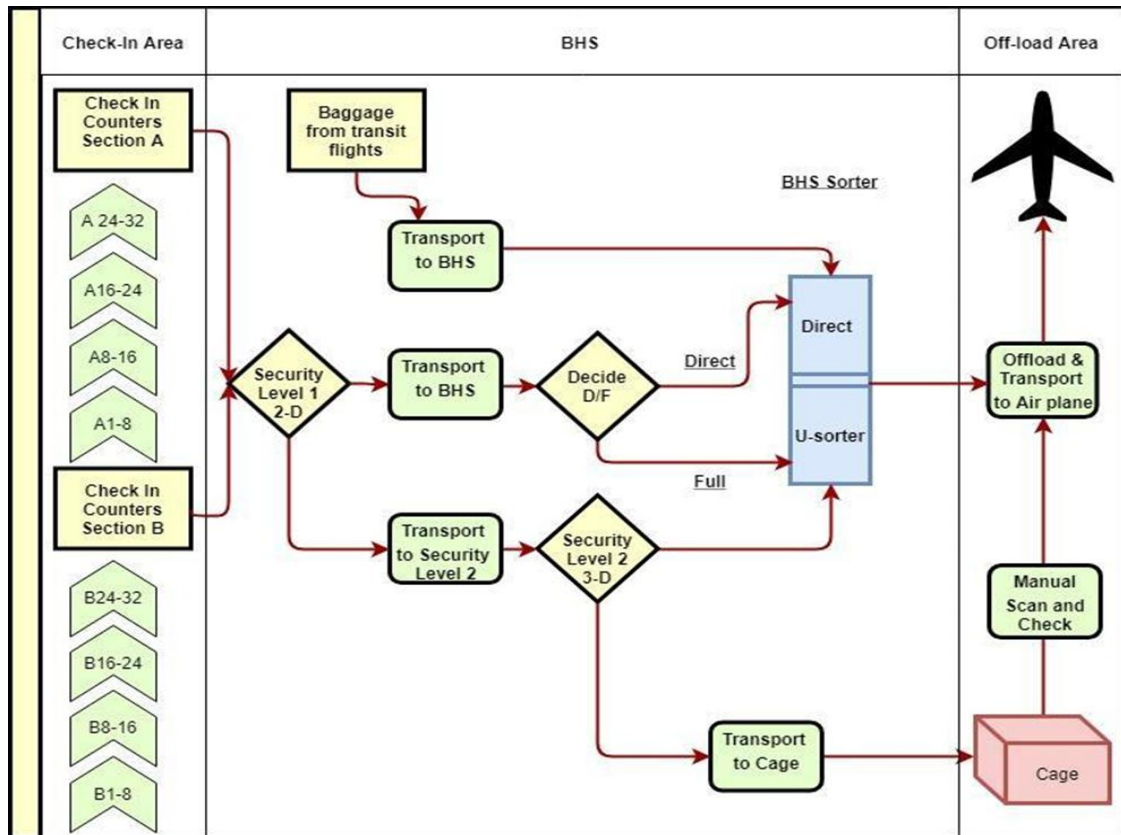 Check-In Area
BHS
Off-load Area
Check In
Counters
Section A
A 24-32
A16-24
A8-16
A1-8
Check In
Counters
Section B
B24-32
B16-24
B8-16
B1-8
Baggage
from transit
flights
Transport
to BHS
BHS Sorter
Security
Level 1
2-D
Transport
to BHS
Decide
D/F
Direct
Full
Direct
U-sorter
Transport
to Security
Level 2
Security
Level 2
3-D
Transport
to Cage
Offload &
Transport
to Air plane
Manual
Scan and
Check
Cage